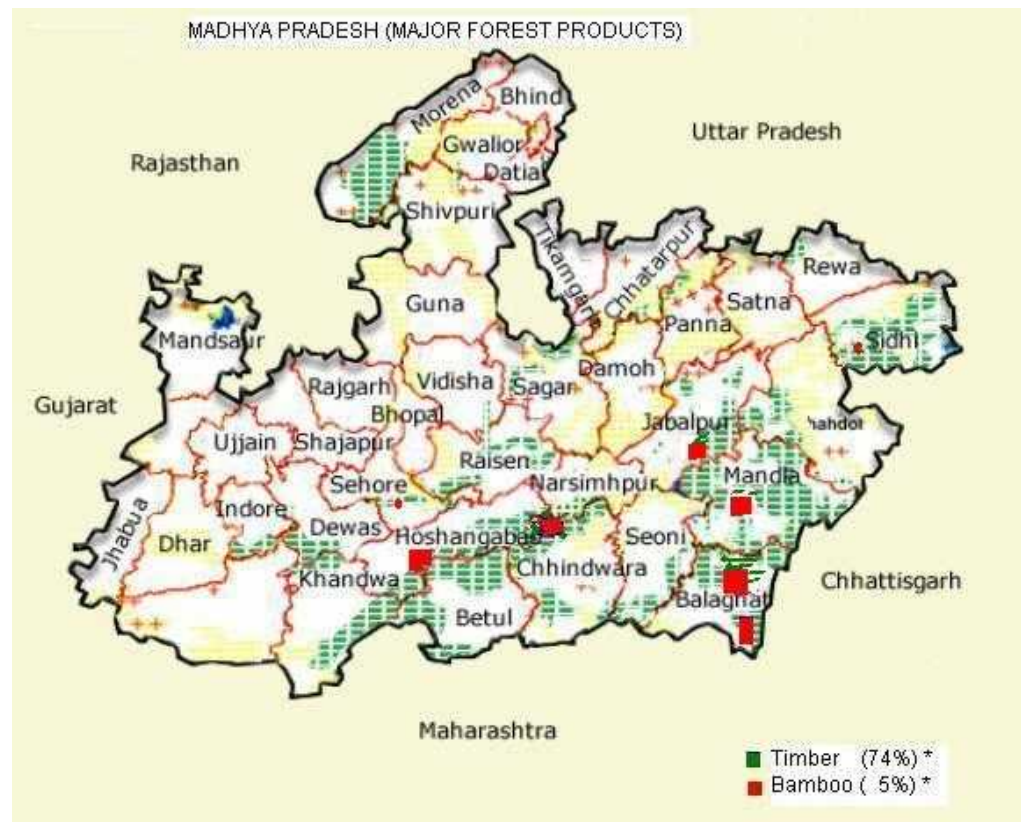 MADHYA PRADESH (MAJOR FOREST PRODUCTS)
Bhind
Morena
Uttar Pradesh
Gwalior
Rajasthan
Datial
Shivpuri
Tikamgarh
Chhatarpur
Rewa
Guna
Satna
Panna
Mandsaur
Sidhi
Damoh
Vidisha
Sagar
Rajgarh
Gujarat
Bhopal
Jabalpur
hahdol
Ujjain
Shajapur
Raisen
Mandla
Sehore
Narsimhpur
Indore
Dewas
Hoshangabad
Seoni
Jhabua
Dhar
Chhindwara
Khandwa
Chhattisgarh
Balaghat
Betul
Maharashtra
Timber (74%) *
Bamboo ( 5%) *